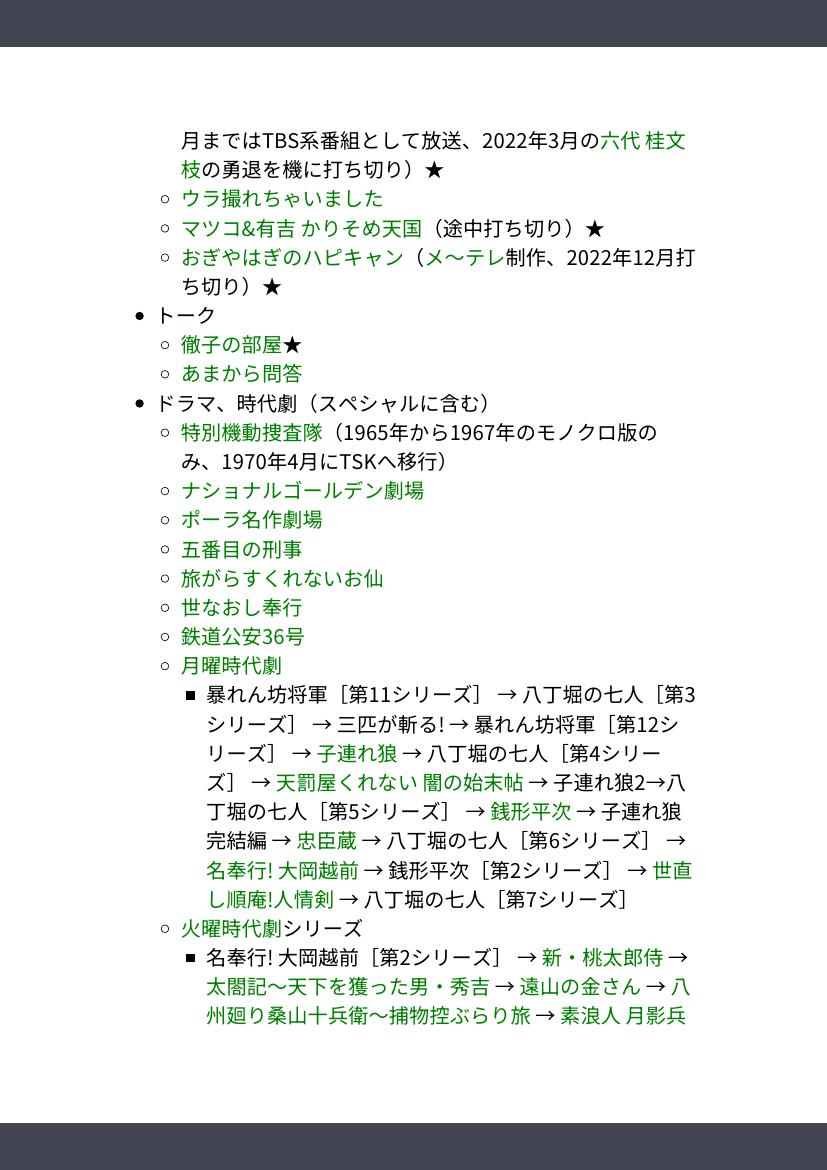 月まではTBS系番組として放送、2022年3月の六代 桂文
枝の勇退を機に打ち切り）★
ウラ撮れちゃいました
マツコ&有吉 かりそめ天国（途中打ち切り）★
おぎやはぎのハピキャン（メ〜テレ制作、2022年12月打
ち切り）★
トーク
徹子の部屋★
あまから問答
ドラマ、時代劇（スペシャルに含む）
特別機動捜査隊（1965年から1967年のモノクロ版の
み、1970年4月にTSKへ移行）
ナショナルゴールデン劇場
ポーラ名作劇場
五番目の刑事
旅がらすくれないお仙
世なおし奉行
鉄道公安36号
月曜時代劇
暴れん坊将軍［第11シリーズ］ → 八丁堀の七人［第3
シリーズ］ → 三匹が斬る! → 暴れん坊将軍［第12シ
リーズ］ → 子連れ狼 → 八丁堀の七人［第4シリー
ズ］ → 天罰屋くれない 闇の始末帖 → 子連れ狼2→八
丁堀の七人［第5シリーズ］ → 銭形平次 → 子連れ狼
完結編 → 忠臣蔵 → 八丁堀の七人［第6シリーズ］ →
名奉行! 大岡越前 → 銭形平次［第2シリーズ］ → 世直
し順庵!人情剣 → 八丁堀の七人［第7シリーズ］
火曜時代劇シリーズ
名奉行! 大岡越前［第2シリーズ］ → 新・桃太郎侍 →
太閤記〜天下を獲った男・秀吉 → 遠山の金さん → 八
州廻り桑山十兵衛〜捕物控ぶらり旅 → 素浪人 月影兵